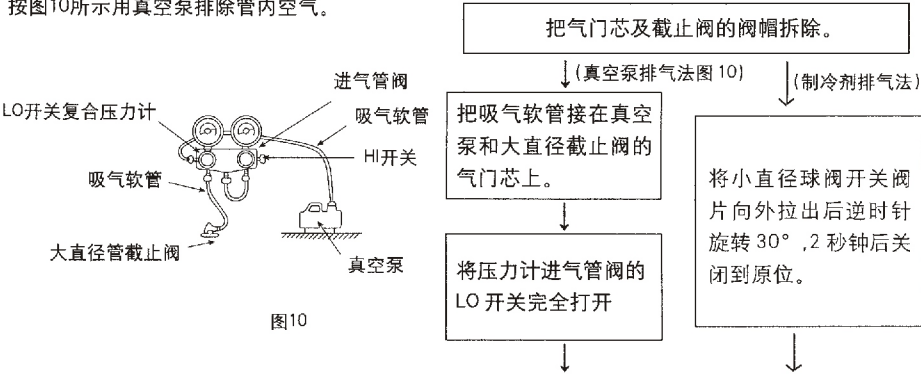 按图10所示用真空泵排除管内空气。
进气管阀
LO开关复合压力计
吸气软管
HI开关
吸气软管
大直径管截止阀
真空泵
图10
把气门芯及截止阀的阀帽拆除。
(真空泵排气法图10)
(制冷剂排气法)
把吸气软管接在真空
泵和大直径截止阀的
气门芯上。
将压力计进气管阀的
LO开关完全打开
将小直径球阀开关阀
片向外拉出后逆时针
旋转30°,2秒钟后关
闭到原位。